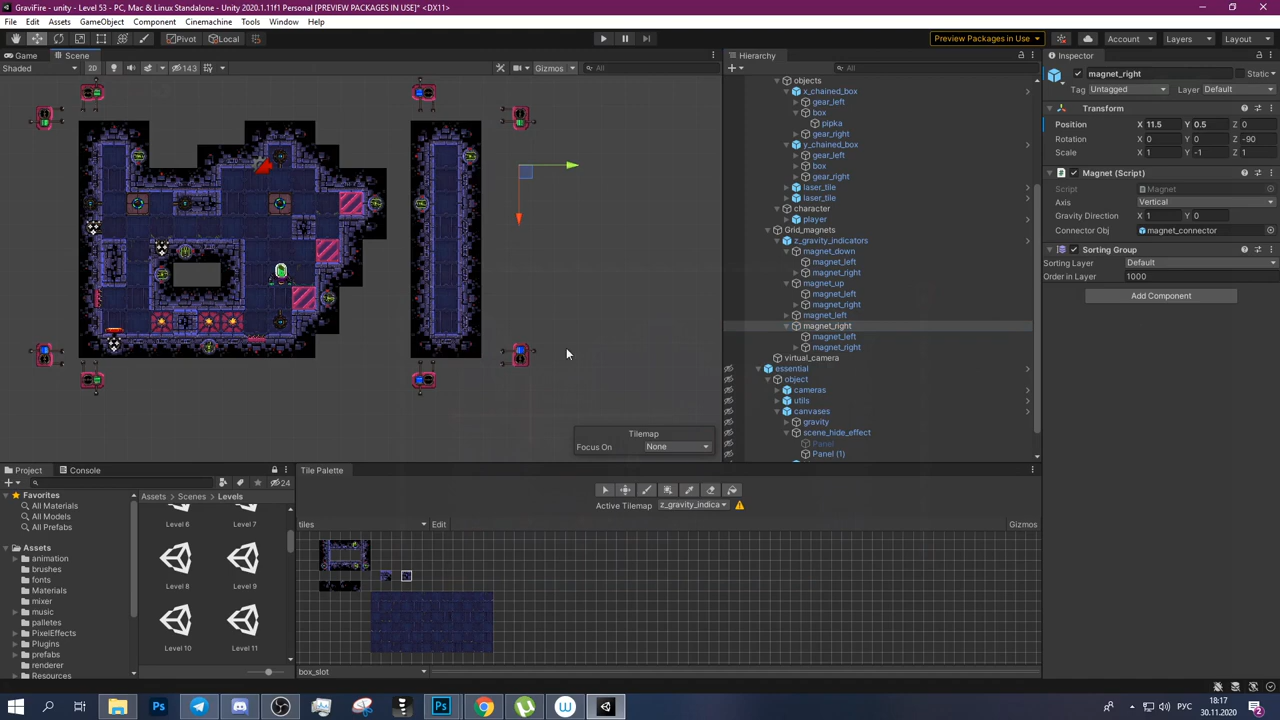 GraviFire - unity - Level 53 - PC, Mac & Linux Standalone - Unity 2020.1.11f1 Personal [PREVIEW PACKAGES IN USE]* <DX11>
File Edit Assets GameObject Component Cinemachine Tools Window Help
Pivot Local Preview Packages in Use Account Layers Layout
Game Scene
Shaded 2D 143 Gizmos All
Tilemap
Focus On None
Hierarchy
All
objects
x_chained_box
gear_left
box
pipka
gear_right
y_chained_box
gear_left
box
gear_right
laser_tile
laser_tile
character
player
Grid_magnets
z_gravity_indicators
magnet_down
magnet_left
magnet_right
magnet_up
magnet_left
magnet_right
magnet_left
magnet_right
magnet_left
magnet_right
virtual_camera
essential
object
cameras
utils
canvases
gravity
scene_hide_effect
Panel
Panel (1)
Inspector
magnet_right Static
Tag Untagged Layer Default
Transform
Position X 11.5 Y 0.5 Z 0
Rotation X 0 Y 0 Z -90
Scale X 1 Y -1 Z 1
Magnet (Script)
Script Magnet
Axis Vertical
Gravity Direction X 1 Y 0
Connector Obj magnet_connector
Sorting Group
Sorting Layer Default
Order in Layer 1000
Add Component
Project Console
24
Favorites
All Materials
All Models
All Prefabs
Assets
animation
brushes
fonts
Materials
mixer
music
palletes
PixelEffects
Plugins
prefabs
renderer
Resources
Assets Scenes Levels
Level 6 Level 7
Level 8 Level 9
Level 10 Level 11
Tile Palette
Active Tilemap z_gravity_indica
tiles Edit Gizmos
box_slot
РУС 18:17
30.11.2020
2